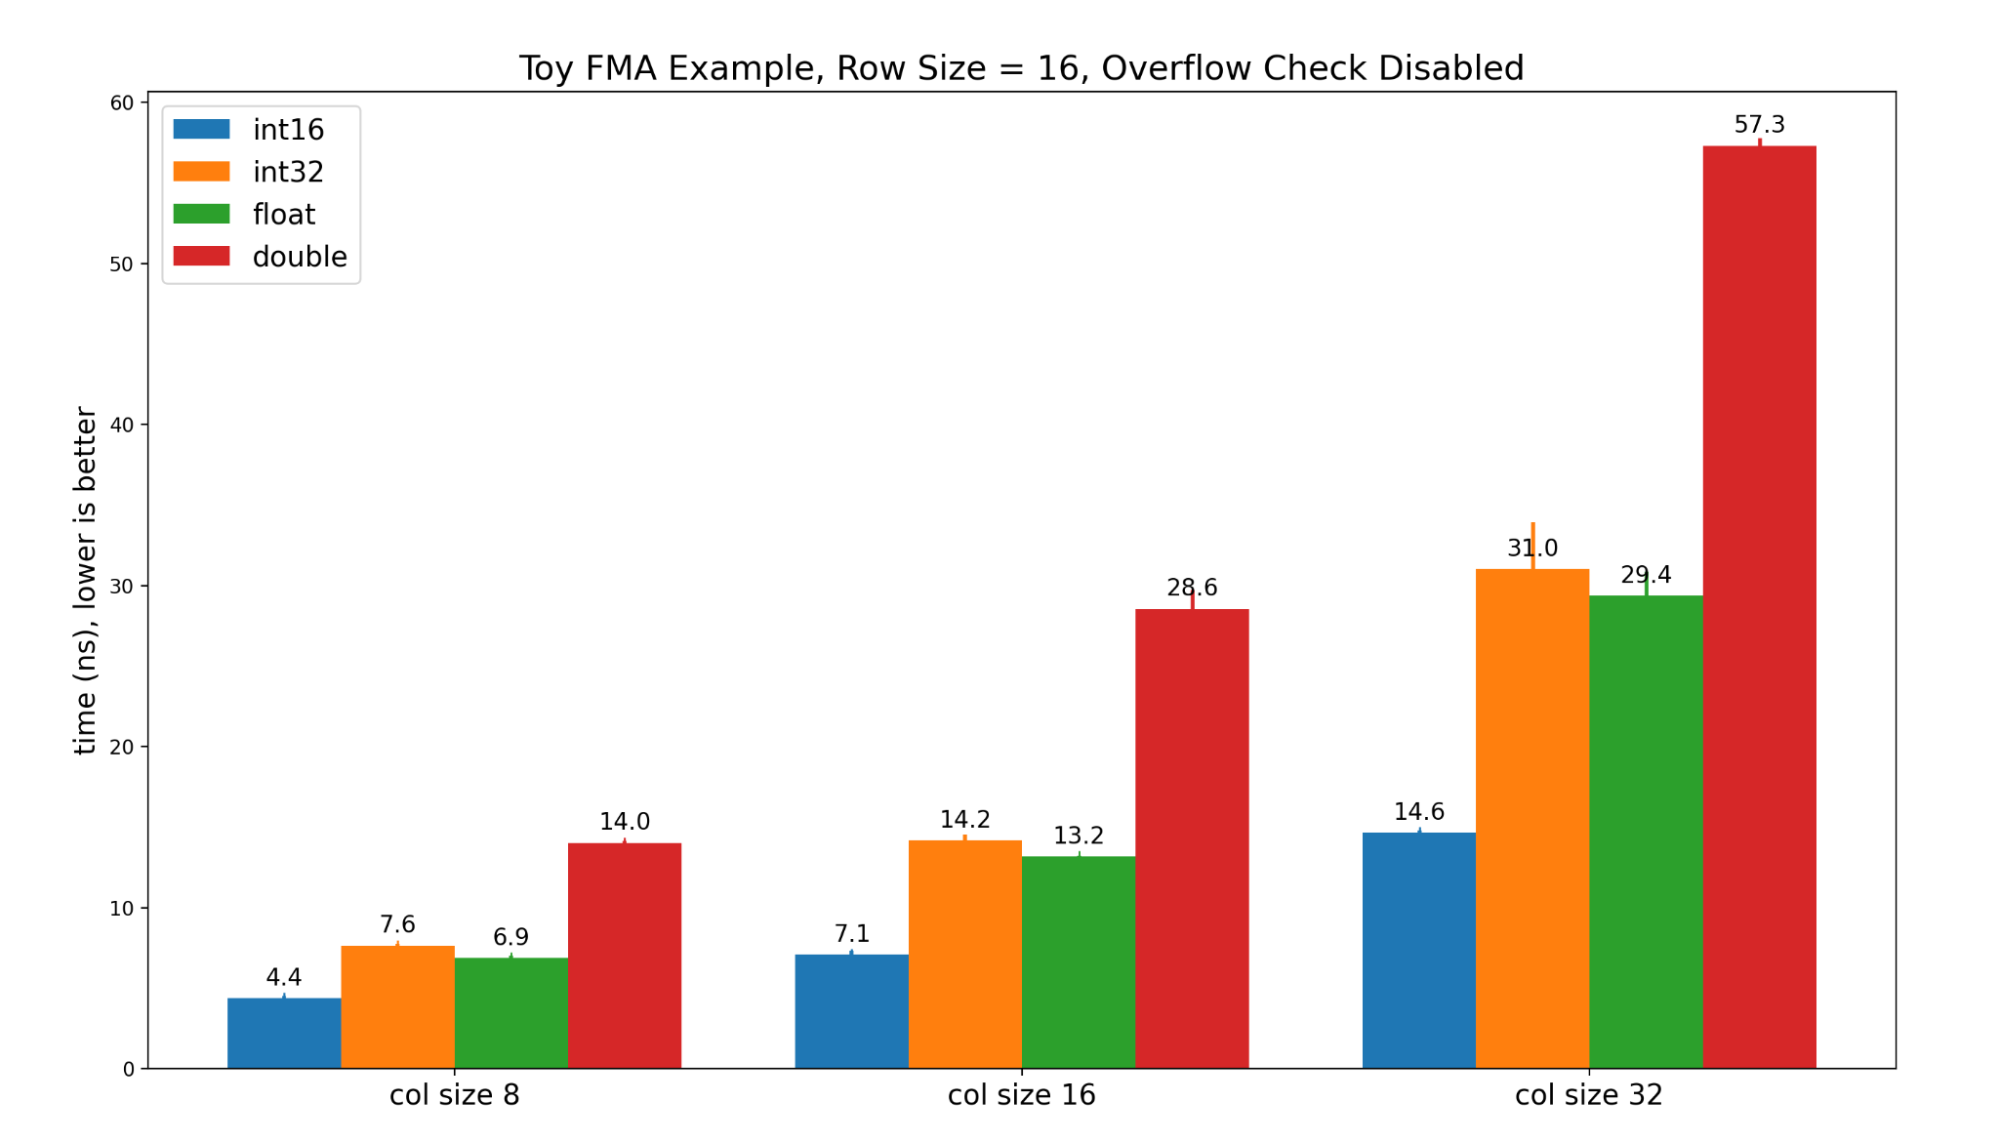 Toy FMA Example, Row Size = 16, Overflow Check Disabled
int16
int32
float
double
time (ns), lower is better
60
50
40
30
20
10
0
4.4
7.6
6.9
14.0
7.1
14.2
13.2
28.6
14.6
31.0
29.4
57.3
col size 8
col size 16
col size 32